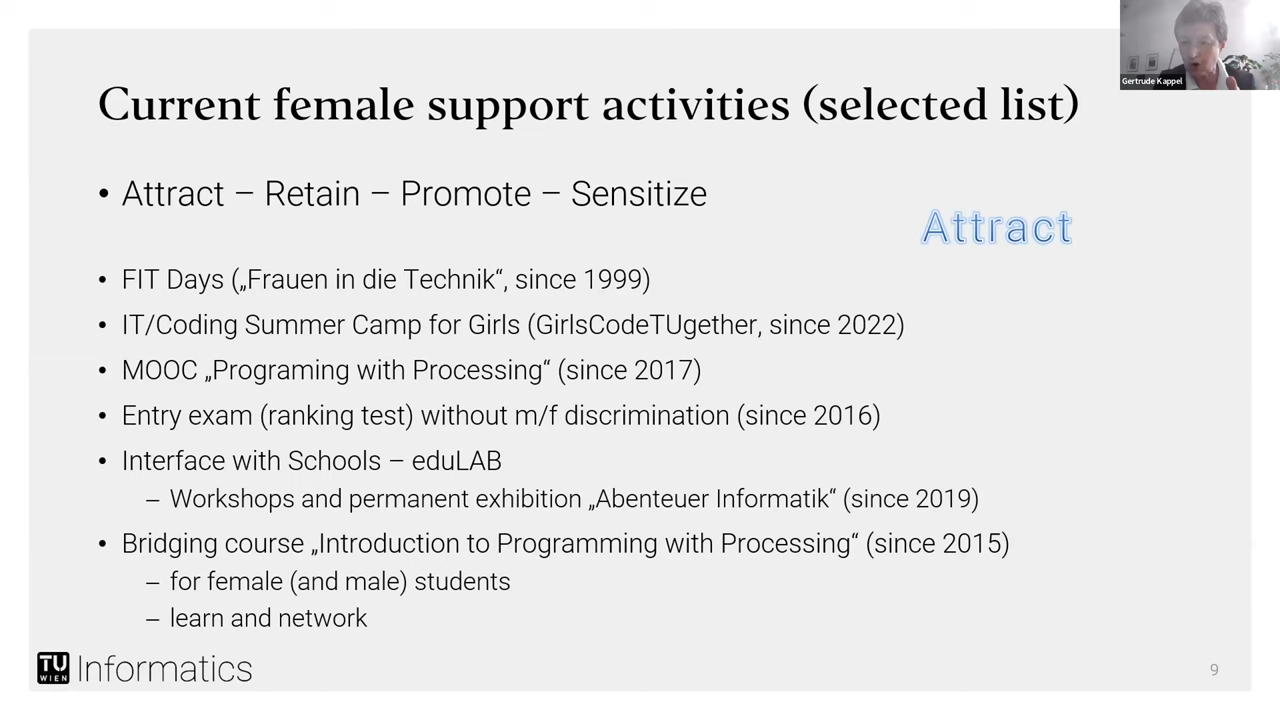 Gertrude Kappel
Current female support activities (selected list)
• Attract – Retain – Promote – Sensitize
Attract
• FIT Days („Frauen in die Technik“, since 1999)
• IT/Coding Summer Camp for Girls (GirlsCodeTUgether, since 2022)
• MOOC „Programing with Processing“ (since 2017)
• Entry exam (ranking test) without m/f discrimination (since 2016)
• Interface with Schools – eduLAB
– Workshops and permanent exhibition „Abenteuer Informatik“ (since 2019)
• Bridging course „Introduction to Programming with Processing“ (since 2015)
– for female (and male) students
– learn and network
TU
WIEN
Informatics
9